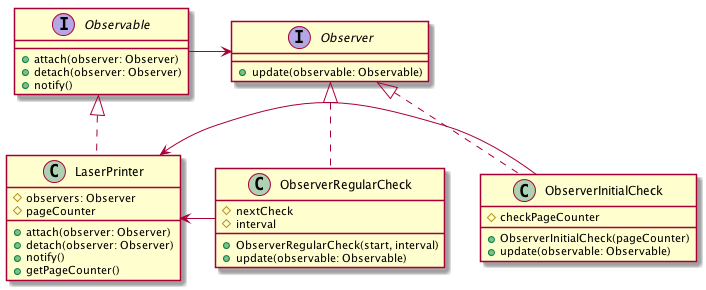 I Observable
attach(observer: Observer)
detach(observer: Observer)
notify()
I Observer
update(observable: Observable)
C LaserPrinter
observers: Observer
pageCounter
attach(observer: Observer)
detach(observer: Observer)
notify()
getPageCounter()
C ObserverRegularCheck
nextCheck
interval
ObserverRegularCheck(start, interval)
update(observable: Observable)
C ObserverInitialCheck
checkPageCounter
ObserverInitialCheck(pageCounter)
update(observable: Observable)